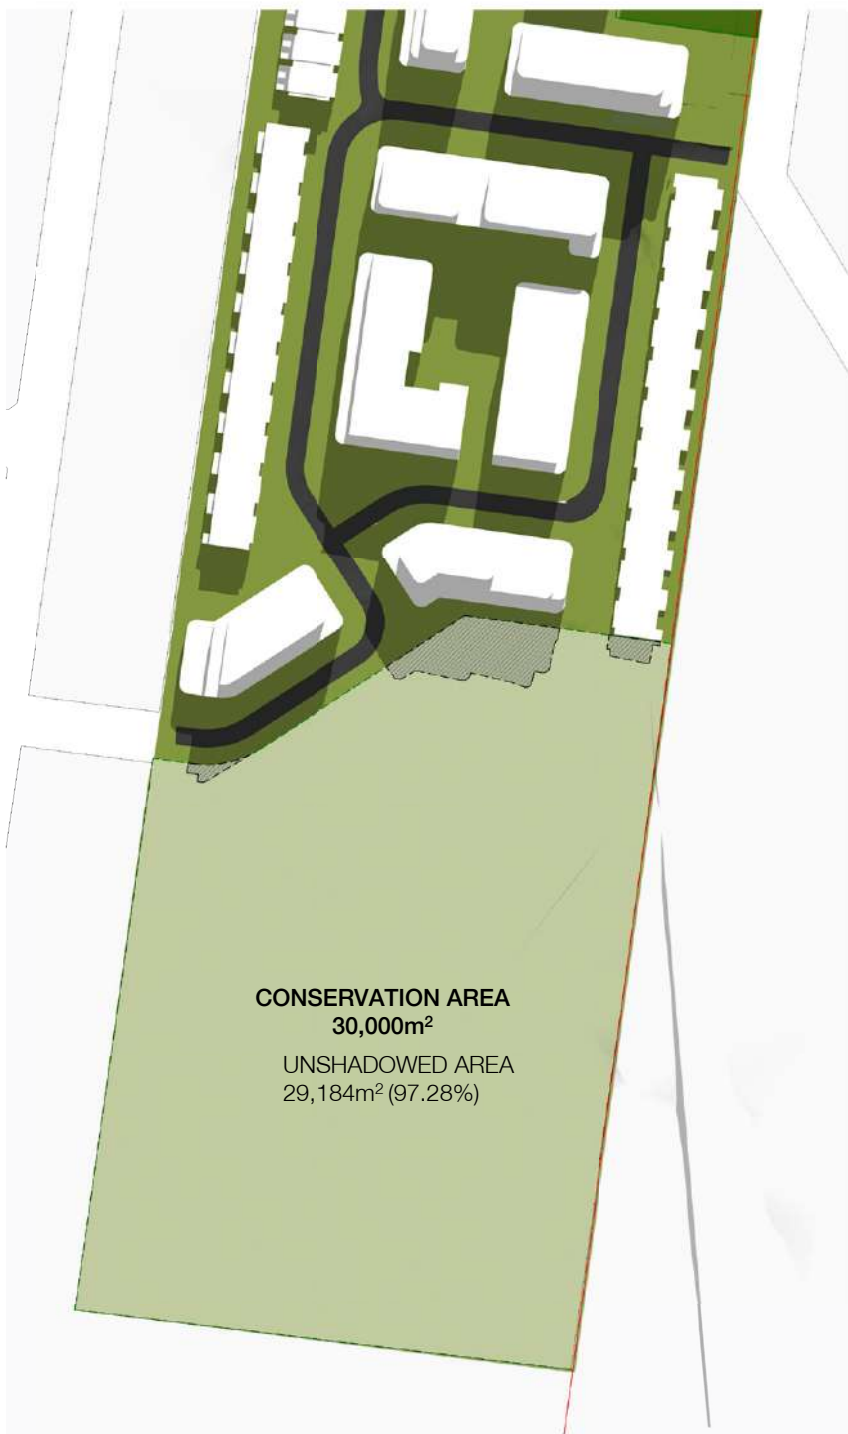 CONSERVATION AREA
30,000m²
UNSHADOWED AREA
29,184m² (97.28%)